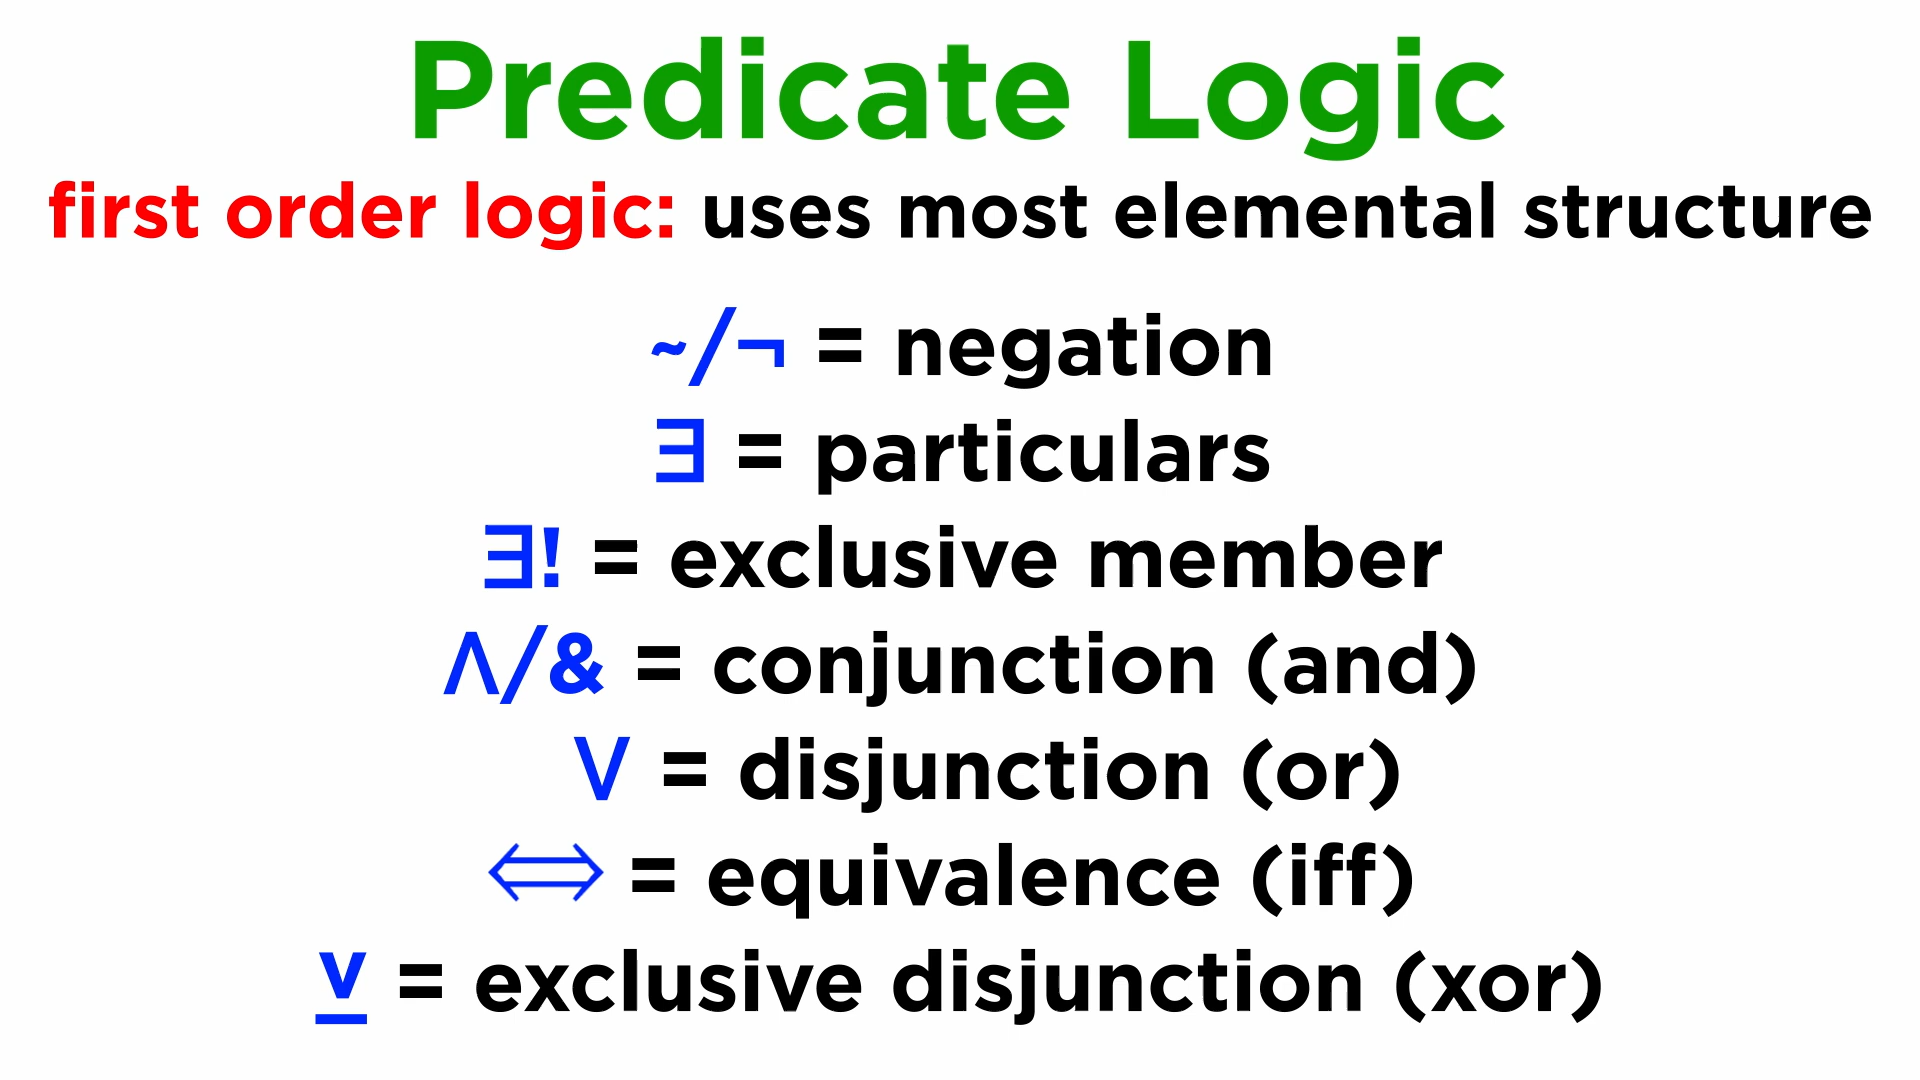 Predicate Logic
first order logic: uses most elemental structure
~/¬ = negation
∃ = particulars
∃! = exclusive member
Λ/& = conjunction (and)
V = disjunction (or)
⟺ = equivalence (iff)
v̲ = exclusive disjunction (xor)